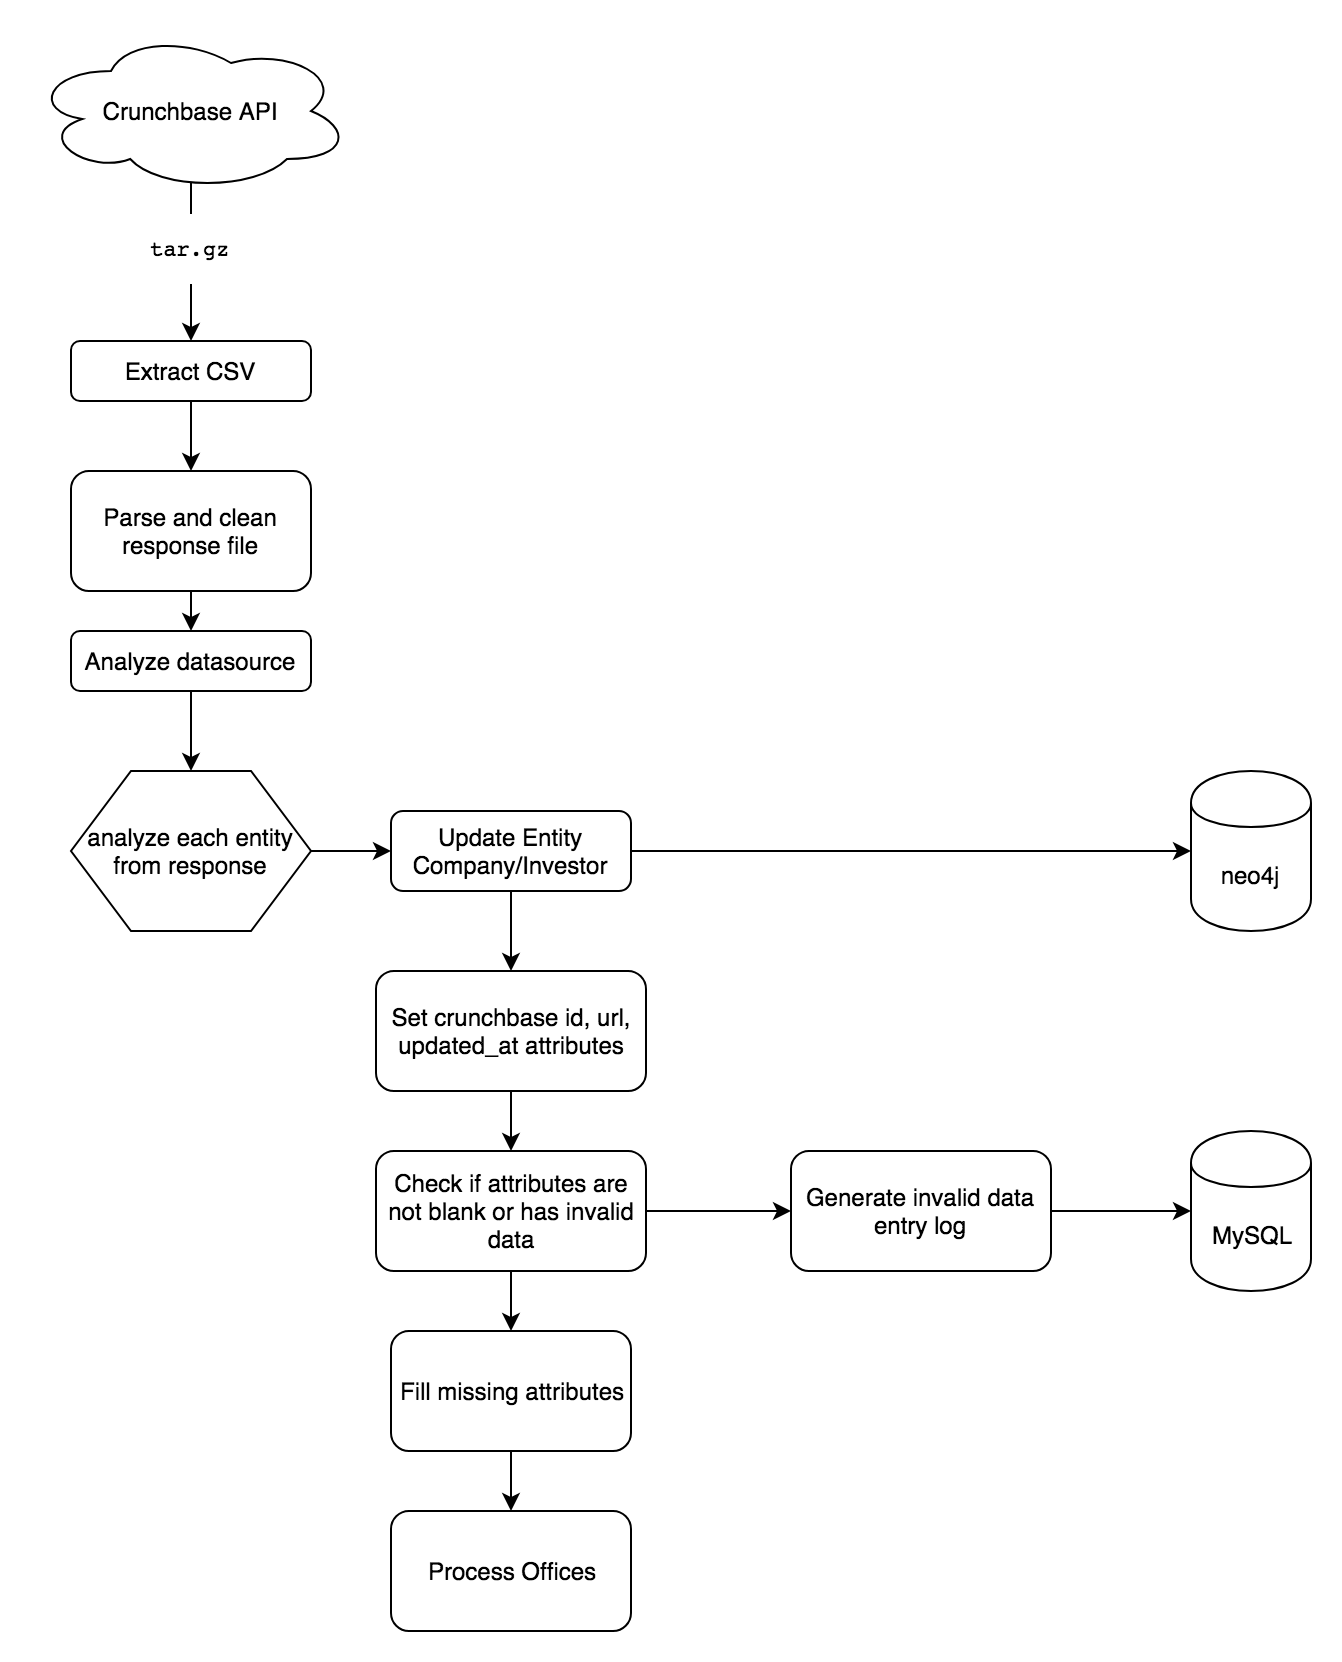 Crunchbase API
tar.gz
Extract CSV
Parse and clean
response file
Analyze datasource
analyze each entity
from response
Update Entity
Company/Investor
neo4j
Set crunchbase id, url,
updated_at attributes
Check if attributes are
not blank or has invalid
data
Generate invalid data
entry log
MySQL
Fill missing attributes
Process Offices